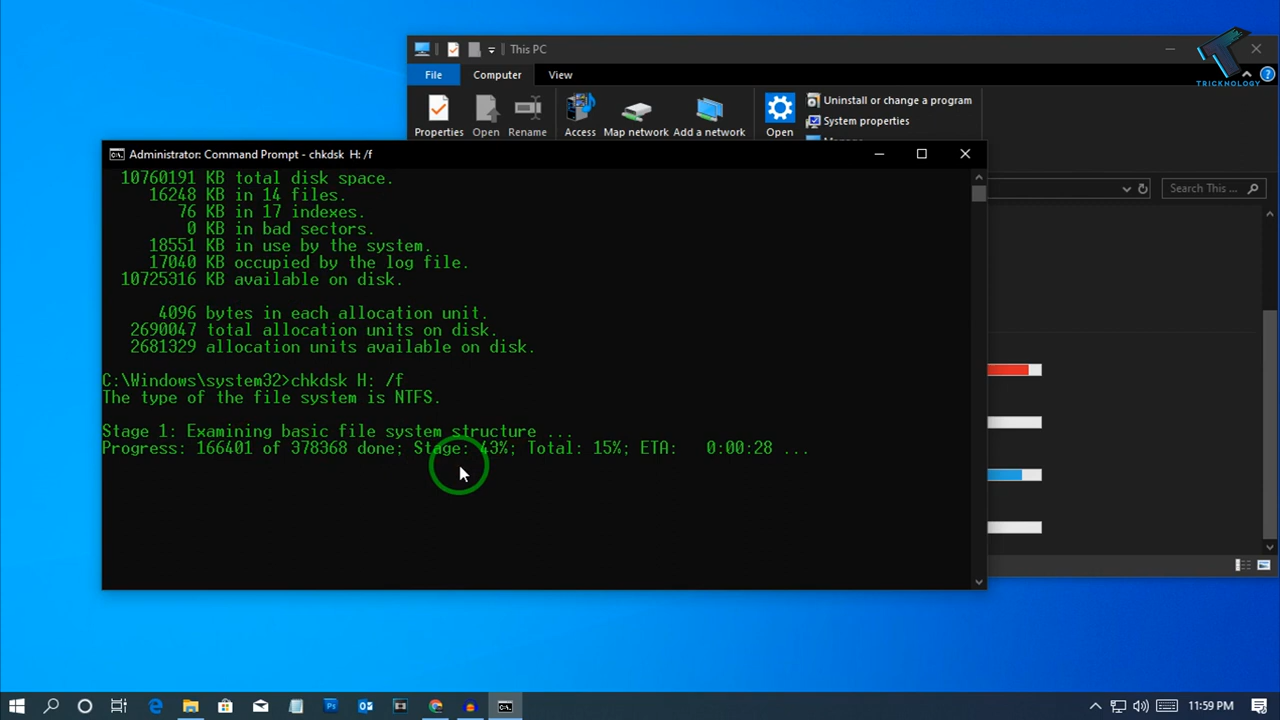 This PC
TRICKNOLOGY
File Computer View
Properties Open Rename Access Map network Add a network Open
Uninstall or change a program
System properties
Search This ...
Administrator: Command Prompt - chkdsk H: /f
10760191 KB total disk space.
16248 KB in 14 files.
76 KB in 17 indexes.
0 KB in bad sectors.
18551 KB in use by the system.
17040 KB occupied by the log file.
10725316 KB available on disk.
4096 bytes in each allocation unit.
2690047 total allocation units on disk.
2681329 allocation units available on disk.
C:\Windows\system32>chkdsk H: /f
The type of the file system is NTFS.
Stage 1: Examining basic file system structure ...
Progress: 166401 of 378368 done; Stage: 43%; Total: 15%; ETA: 0:00:28 ...
11:59 PM